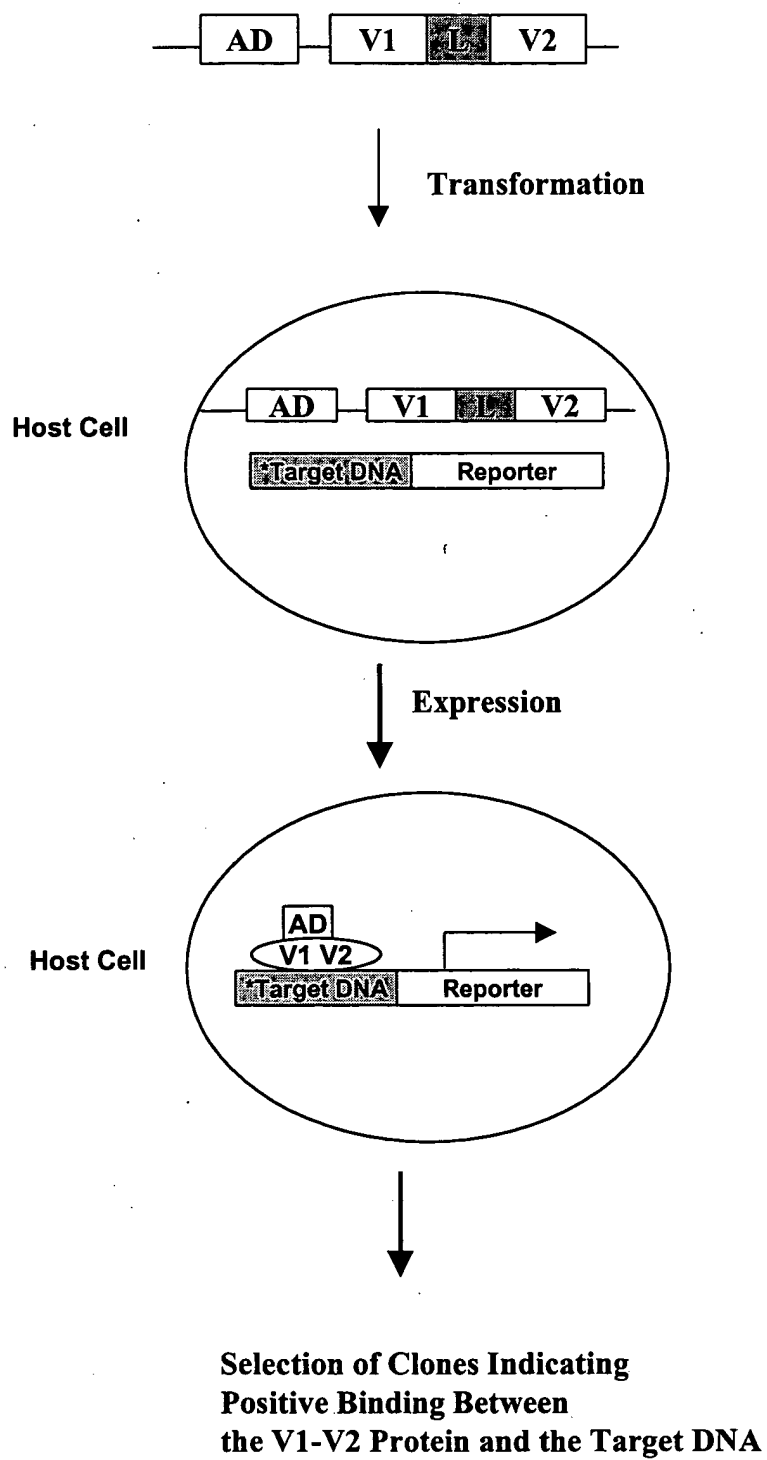 AD V1 L V2
Transformation
Host Cell
AD V1 L V2
*Target DNA Reporter
Expression
Host Cell
AD
V1 V2
*Target DNA Reporter
Selection of Clones Indicating
Positive Binding Between
the V1-V2 Protein and the Target DNA